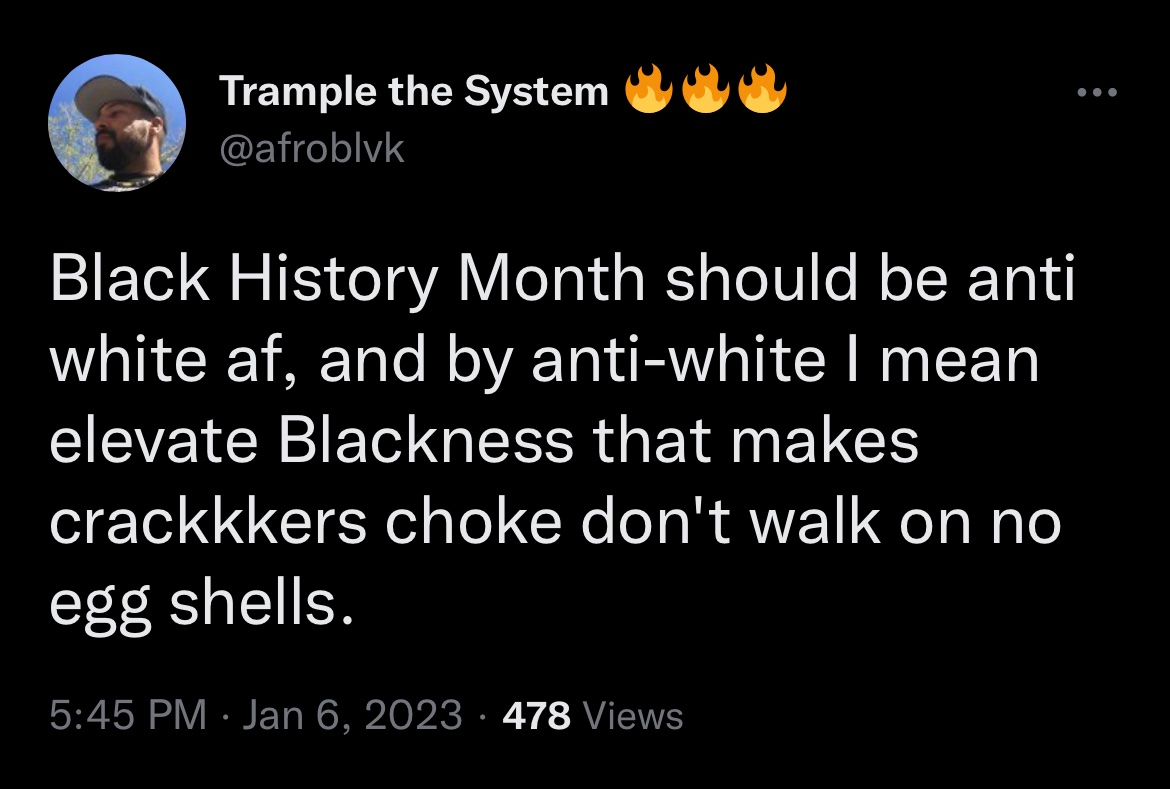 Trample the System 🔥🔥🔥
@afroblvk
Black History Month should be anti
white af, and by anti-white I mean
elevate Blackness that makes
crackkkers choke don't walk on no
egg shells.
5:45 PM · Jan 6, 2023 · 478 Views